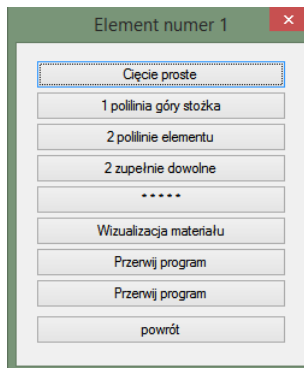 Element numer 1
Cięcie proste
1 polilinia góry stożka
2 polilinie elementu
2 zupełnie dowolne
* * * * *
Wizualizacja materiału
Przerwij program
Przerwij program
powrót